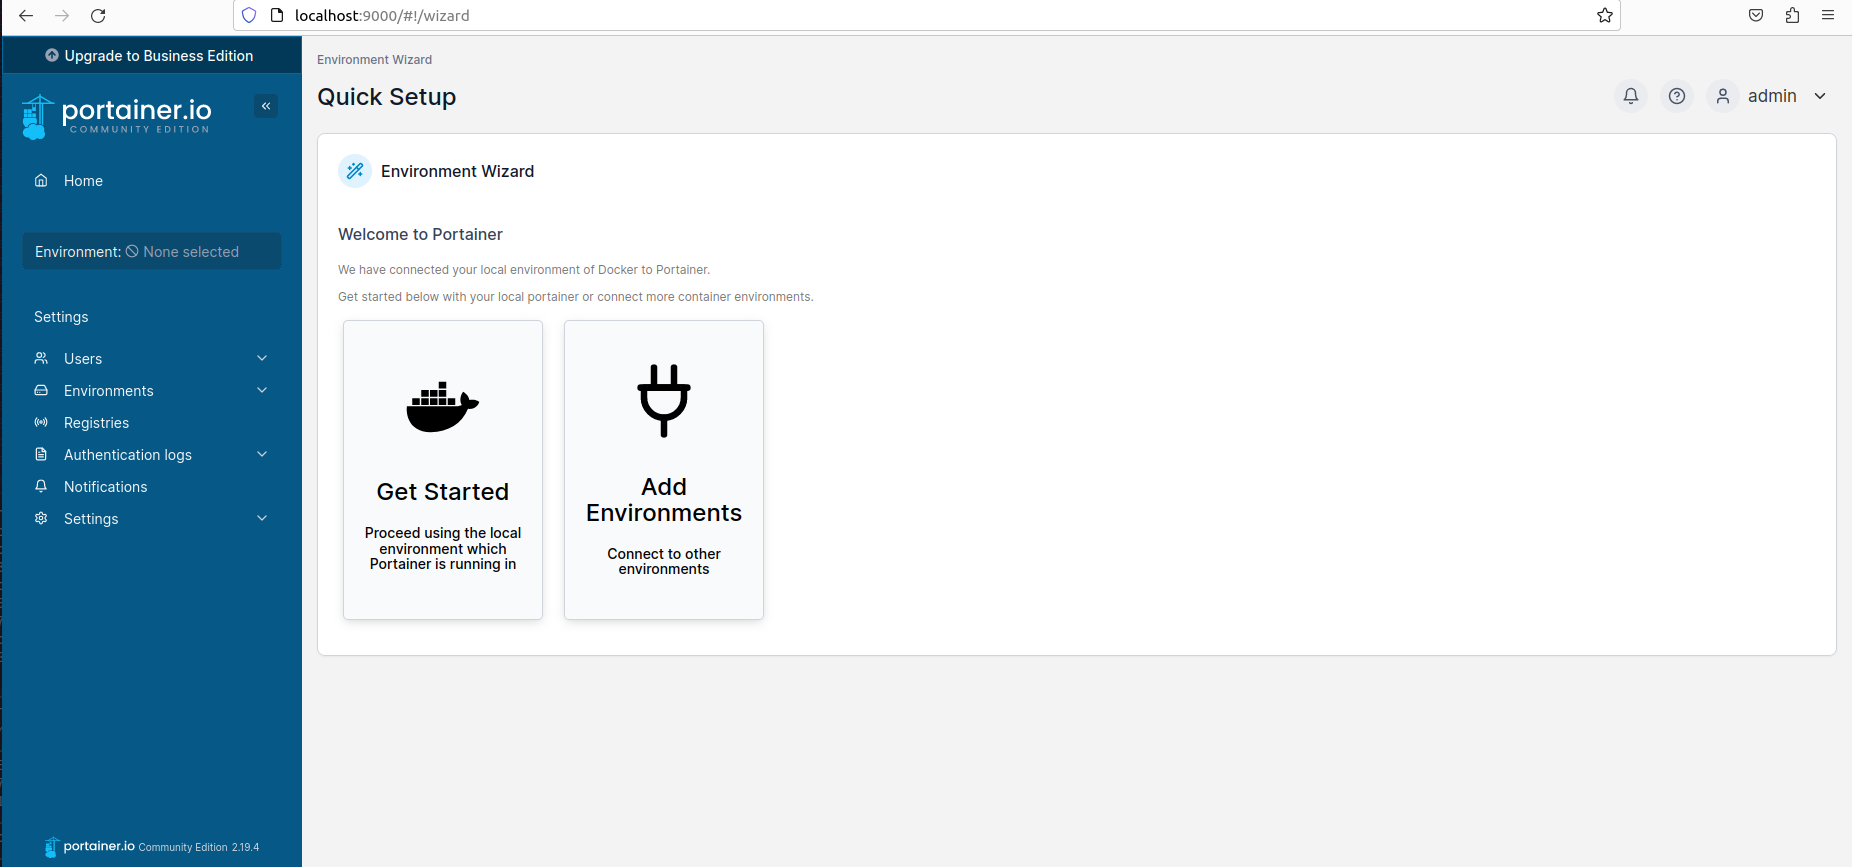 localhost:9000/#!/wizard
Upgrade to Business Edition
portainer.io
COMMUNITY EDITION
Home
Environment: None selected
Settings
Users
Environments
Registries
Authentication logs
Notifications
Settings
portainer.io Community Edition 2.19.4
Environment Wizard
Quick Setup
admin
Environment Wizard
Welcome to Portainer
We have connected your local environment of Docker to Portainer.
Get started below with your local portainer or connect more container environments.
Get Started
Proceed using the local
environment which
Portainer is running in
Add
Environments
Connect to other
environments